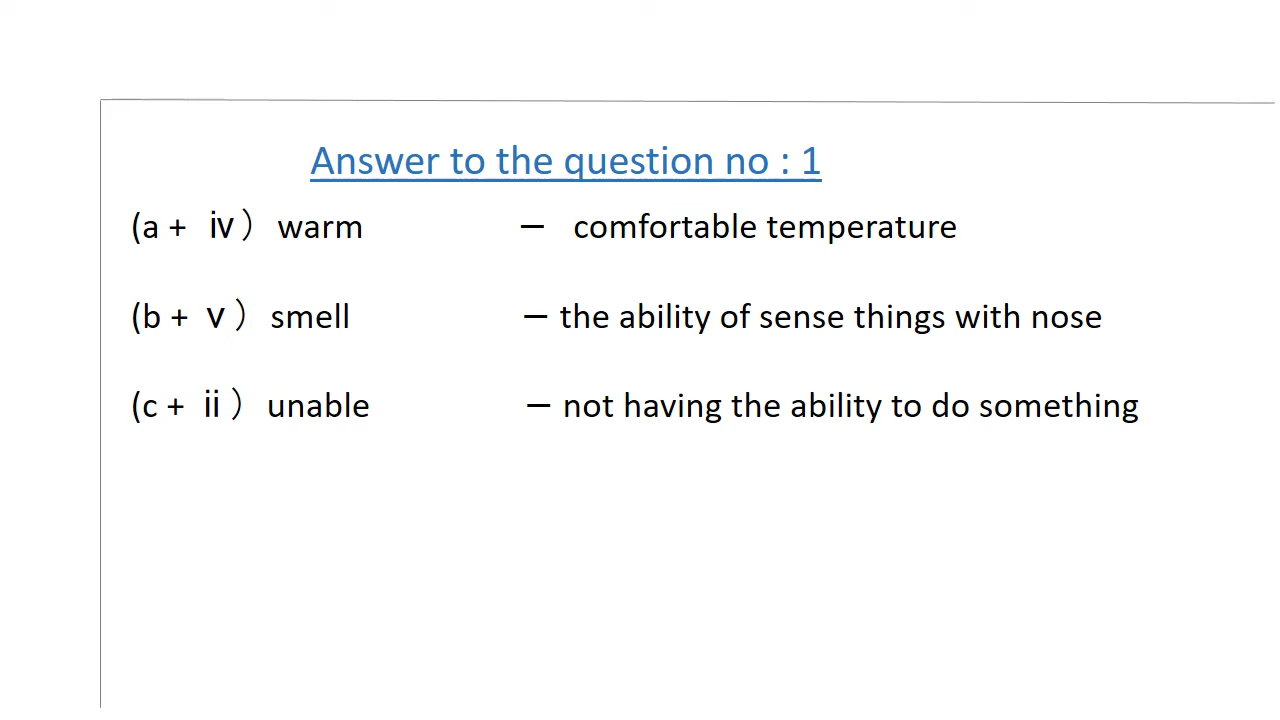 Answer to the question no : 1
(a + iv) warm — comfortable temperature
(b + v) smell — the ability of sense things with nose
(c + ii) unable — not having the ability to do something